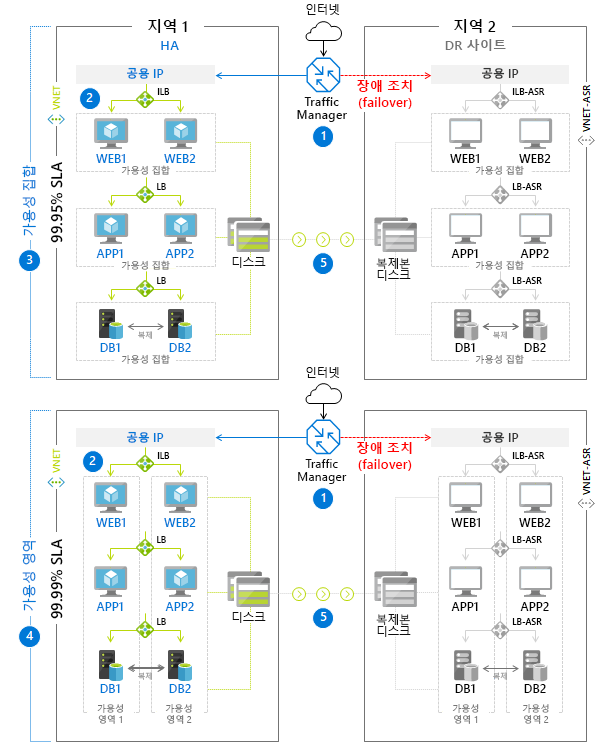 인터넷
지역 1
HA
지역 2
DR 사이트
공용 IP
Traffic
Manager
장애 조치
(failover)
공용 IP
1
2
ILB
ILB-ASR
VNET
VNET-ASR
WEB1
WEB2
가용성 집합
WEB1
WEB2
가용성 집합
LB
LB-ASR
APP1
APP2
가용성 집합
APP1
APP2
가용성 집합
디스크
5
복제본
디스크
LB
LB-ASR
DB1
복제
DB2
가용성 집합
DB1
복제
DB2
가용성 집합
3
가용성 집합
99.95% SLA
인터넷
공용 IP
Traffic
Manager
장애 조치
(failover)
공용 IP
1
2
ILB
ILB-ASR
VNET
VNET-ASR
WEB1
WEB2
WEB1
WEB2
LB
LB-ASR
APP1
APP2
APP1
APP2
디스크
5
복제본
디스크
LB
LB-ASR
DB1
복제
DB2
DB1
복제
DB2
가용성
영역 1
가용성
영역 2
가용성
영역 1
가용성
영역 2
4
가용성 영역
99.99% SLA